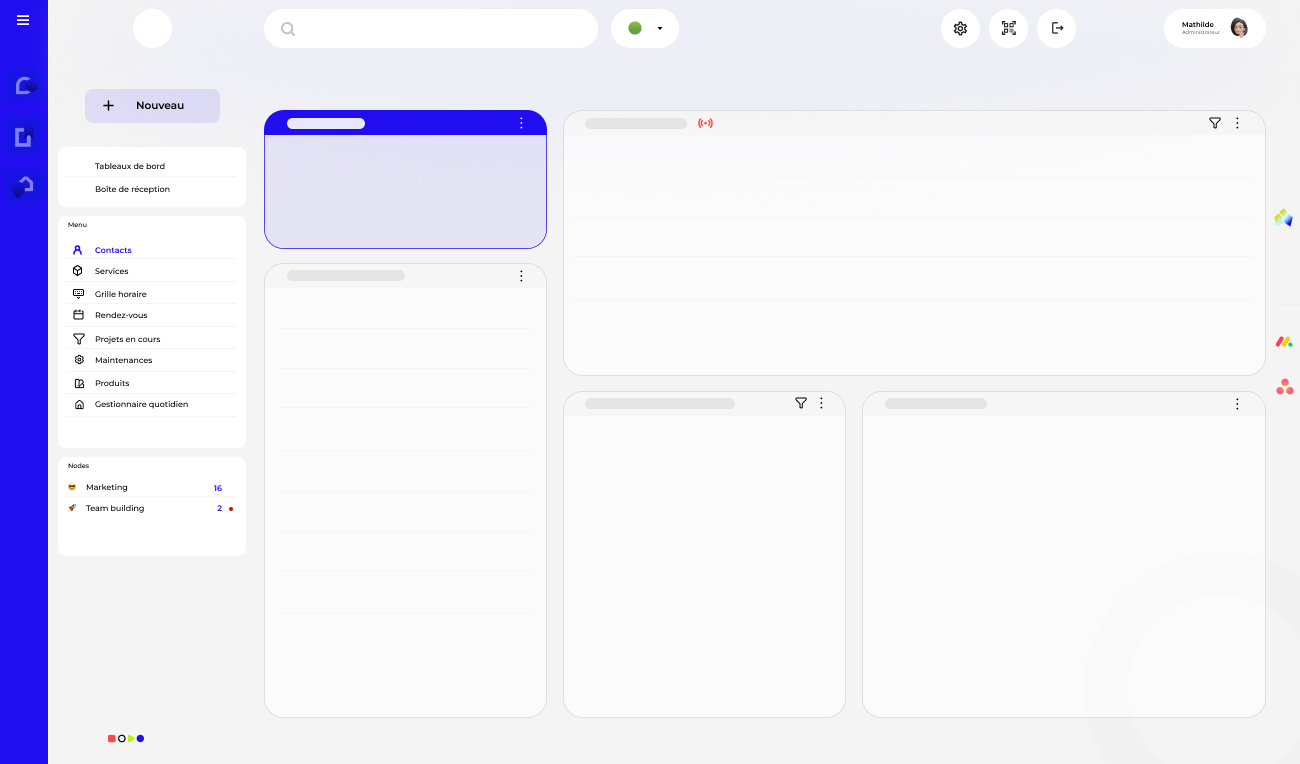 Mathilde
Administrateur
Nouveau
Tableaux de bord
Boîte de réception
Menu
Contacts
Services
Grille horaire
Rendez-vous
Projets en cours
Maintenances
Produits
Gestionnaire quotidien
Nodes
Marketing 16
Team building 2